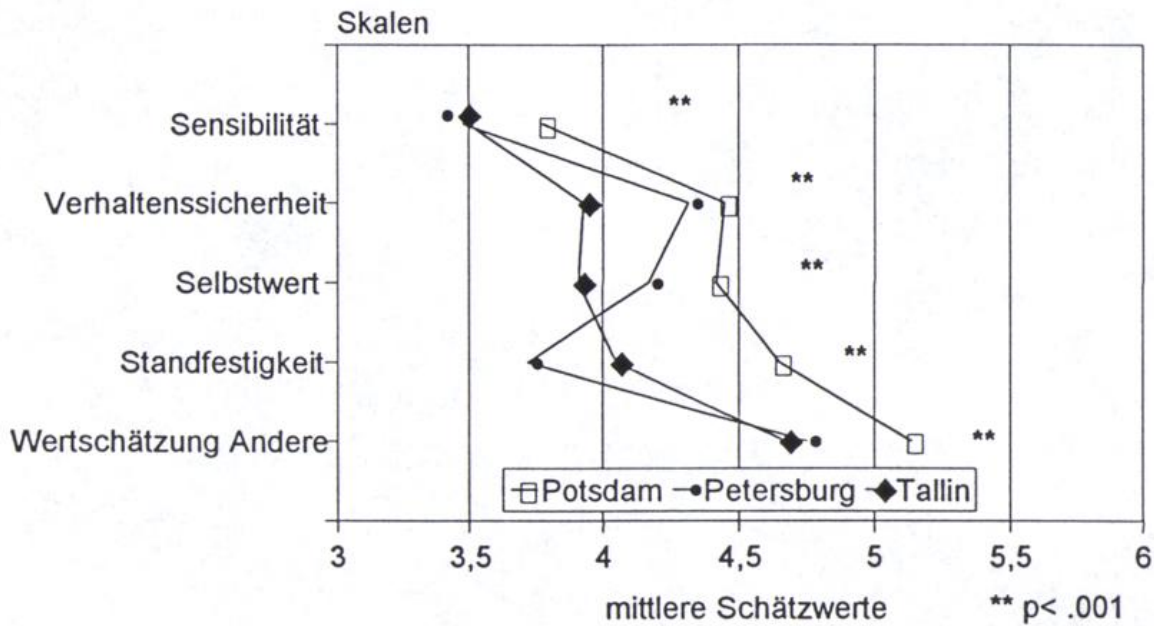 Skalen
**
Sensibilität
**
Verhaltenssicherheit
**
Selbstwert
**
Standfestigkeit
**
Wertschätzung Andere
Potsdam Petersburg Tallin
3 3,5 4 4,5 5 5,5 6
mittlere Schätzwerte ** p< .001